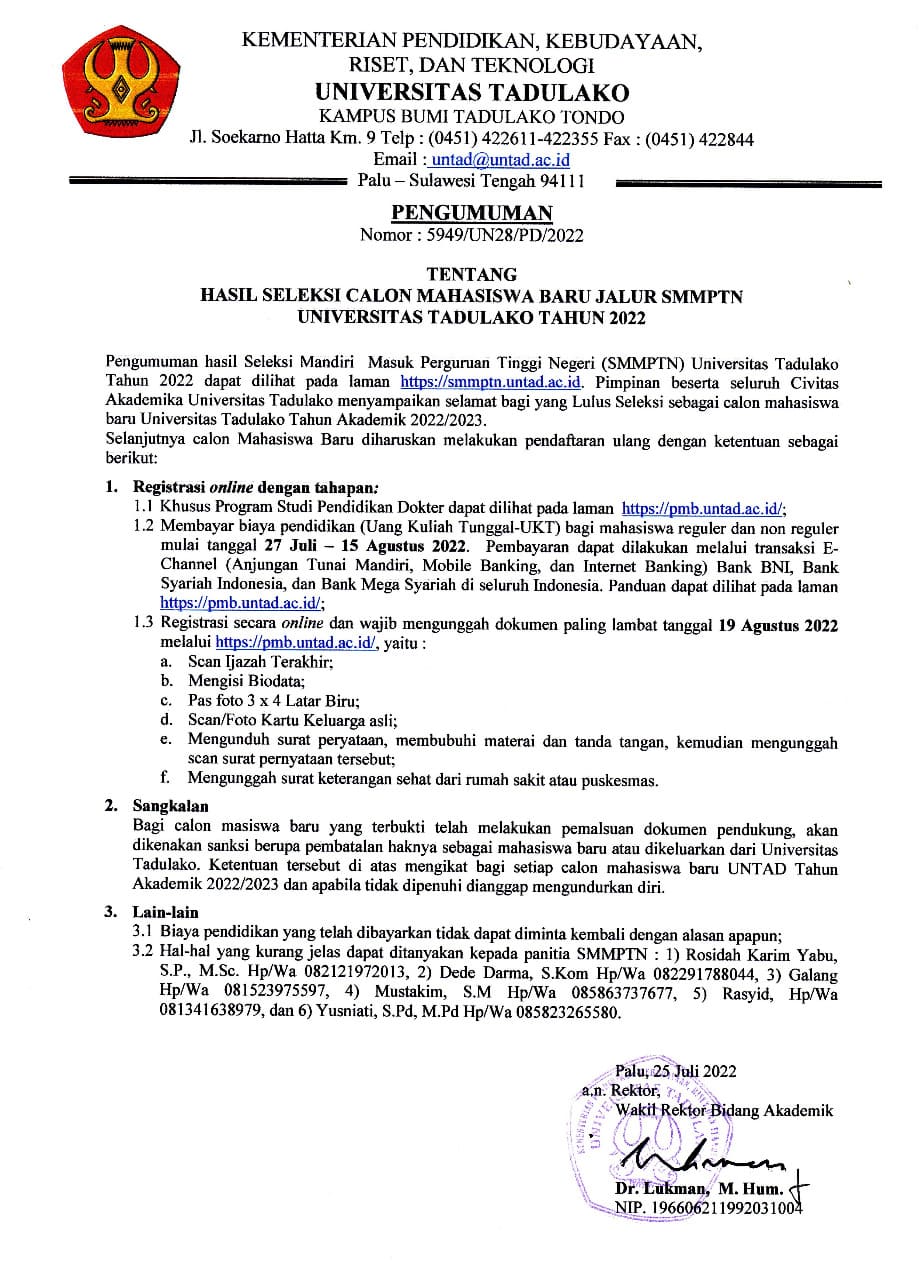 KEMENTERIAN PENDIDIKAN, KEBUDAYAAN,
RISET, DAN TEKNOLOGI
UNIVERSITAS TADULAKO
KAMPUS BUMI TADULAKO TONDO
Jl. Soekarno Hatta Km. 9 Telp : (0451) 422611-422355 Fax : (0451) 422844
Email : untad@untad.ac.id
Palu – Sulawesi Tengah 94111
PENGUMUMAN
Nomor : 5949/UN28/PD/2022
TENTANG
HASIL SELEKSI CALON MAHASISWA BARU JALUR SMMPTN
UNIVERSITAS TADULAKO TAHUN 2022
Pengumuman hasil Seleksi Mandiri Masuk Perguruan Tinggi Negeri (SMMPTN) Universitas Tadulako
Tahun 2022 dapat dilihat pada laman https://smmptn.untad.ac.id. Pimpinan beserta seluruh Civitas
Akademika Universitas Tadulako menyampaikan selamat bagi yang Lulus Seleksi sebagai calon mahasiswa
baru Universitas Tadulako Tahun Akademik 2022/2023.
Selanjutnya calon Mahasiswa Baru diharuskan melakukan pendaftaran ulang dengan ketentuan sebagai
berikut:
1. Registrasi online dengan tahapan:
1.1 Khusus Program Studi Pendidikan Dokter dapat dilihat pada laman https://pmb.untad.ac.id/;
1.2 Membayar biaya pendidikan (Uang Kuliah Tunggal-UKT) bagi mahasiswa reguler dan non reguler
mulai tanggal 27 Juli – 15 Agustus 2022. Pembayaran dapat dilakukan melalui transaksi E-
Channel (Anjungan Tunai Mandiri, Mobile Banking, dan Internet Banking) Bank BNI, Bank
Syariah Indonesia, dan Bank Mega Syariah di seluruh Indonesia. Panduan dapat dilihat pada laman
https://pmb.untad.ac.id/;
1.3 Registrasi secara online dan wajib mengunggah dokumen paling lambat tanggal 19 Agustus 2022
melalui https://pmb.untad.ac.id/, yaitu :
a. Scan Ijazah Terakhir;
b. Mengisi Biodata;
c. Pas foto 3 x 4 Latar Biru;
d. Scan/Foto Kartu Keluarga asli;
e. Mengunduh surat peryataan, membubuhi materai dan tanda tangan, kemudian mengunggah
scan surat pernyataan tersebut;
f. Mengunggah surat keterangan sehat dari rumah sakit atau puskesmas.
2. Sangkalan
Bagi calon masiswa baru yang terbukti telah melakukan pemalsuan dokumen pendukung, akan
dikenakan sanksi berupa pembatalan haknya sebagai mahasiswa baru atau dikeluarkan dari Universitas
Tadulako. Ketentuan tersebut di atas mengikat bagi setiap calon mahasiswa baru UNTAD Tahun
Akademik 2022/2023 dan apabila tidak dipenuhi dianggap mengundurkan diri.
3. Lain-lain
3.1 Biaya pendidikan yang telah dibayarkan tidak dapat diminta kembali dengan alasan apapun;
3.2 Hal-hal yang kurang jelas dapat ditanyakan kepada panitia SMMPTN : 1) Rosidah Karim Yabu,
S.P., M.Sc. Hp/Wa 082121972013, 2) Dede Darma, S.Kom Hp/Wa 082291788044, 3) Galang
Hp/Wa 081523975597, 4) Mustakim, S.M Hp/Wa 085863737677, 5) Rasyid, Hp/Wa
081341638979, dan 6) Yusniati, S.Pd, M.Pd Hp/Wa 085823265580.
Palu, 25 Juli 2022
a.n. Rektor,
Wakil Rektor Bidang Akademik
UNIVERSITAS TADULAKO
Dr. Lukman, M. Hum.
NIP. 196606211992031004